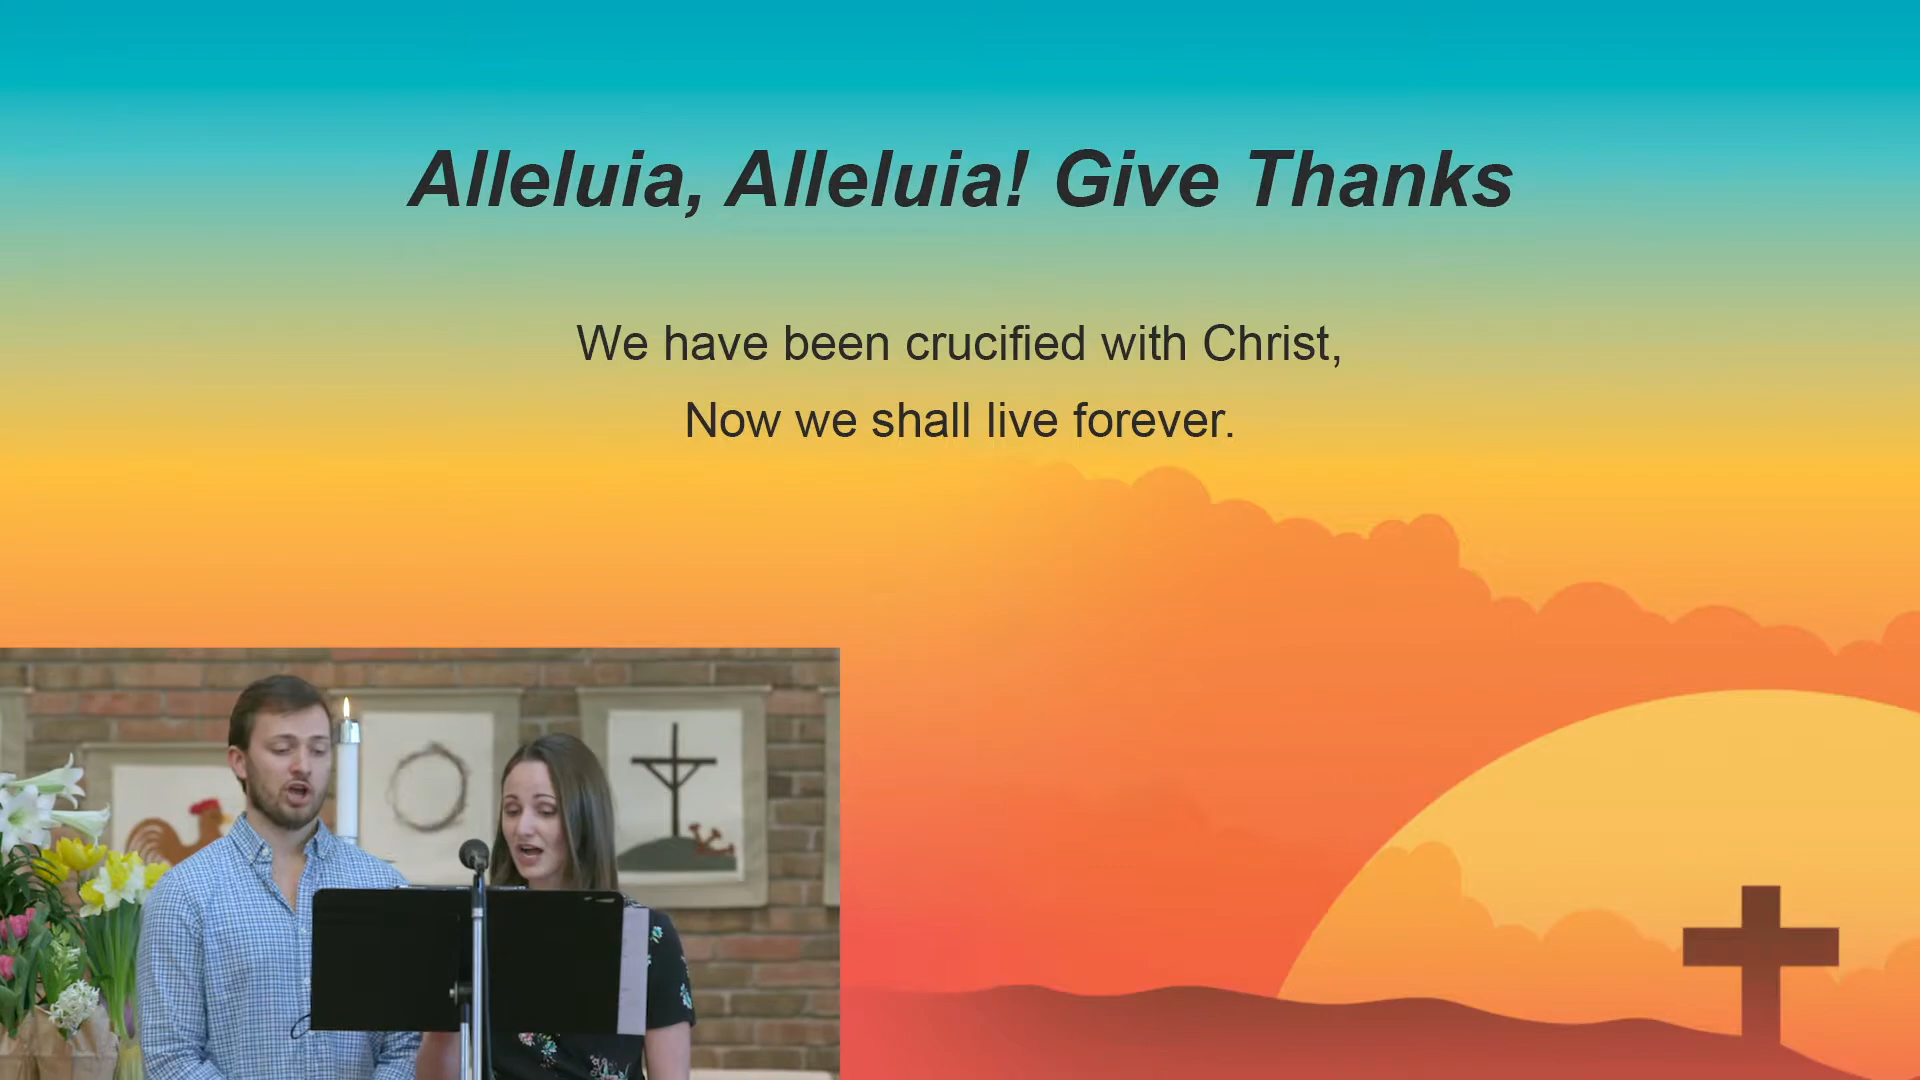 Alleluia, Alleluia! Give Thanks
We have been crucified with Christ,
Now we shall live forever.